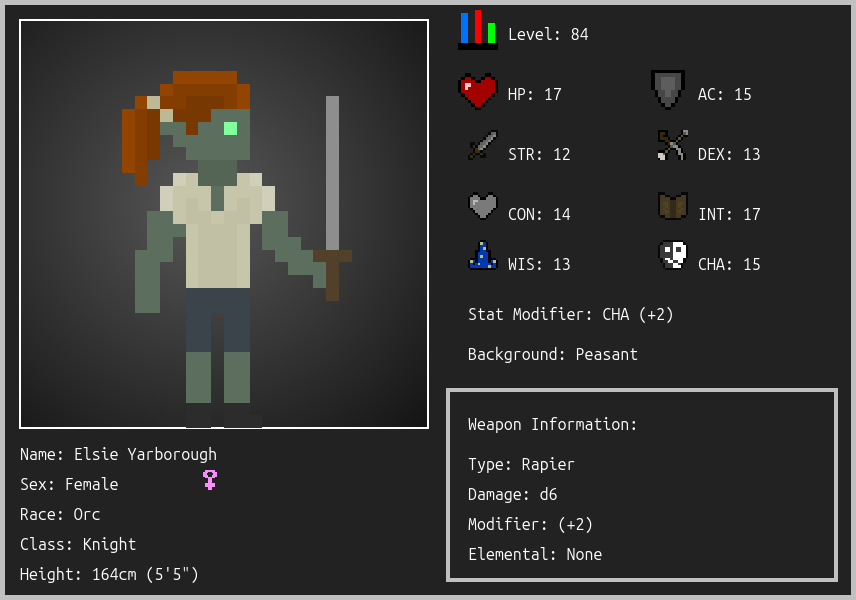 Level: 84
HP: 17
AC: 15
STR: 12
DEX: 13
CON: 14
INT: 17
WIS: 13
CHA: 15
Stat Modifier: CHA (+2)
Background: Peasant
Weapon Information:
Type: Rapier
Damage: d6
Modifier: (+2)
Elemental: None
Name: Elsie Yarborough
Sex: Female
Race: Orc
Class: Knight
Height: 164cm (5'5")